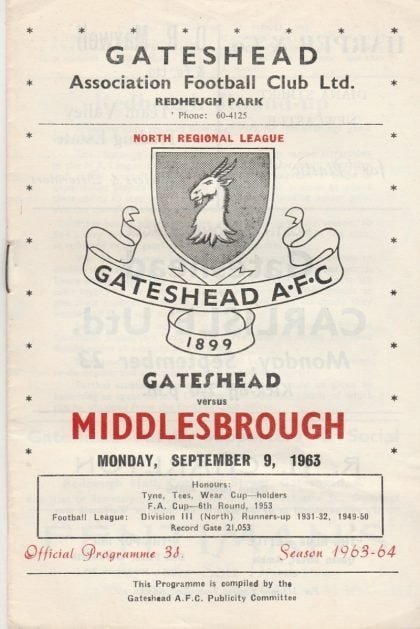 GATESHEAD
Association Football Club Ltd.
REDHEUGH PARK
'Phone: 60-4125
NORTH REGIONAL LEAGUE
GATESHEAD A·F·C
1899
GATESHEAD
versus
MIDDLESBROUGH
MONDAY, SEPTEMBER 9, 1963
Honours:
Tyne, Tees, Wear Cup—holders
F.A. Cup—6th Round, 1953
Football League: Division III (North) Runners-up 1931-32, 1949-50
Record Gate 21,053
Official Programme 3d. Season 1963-64
This Programme is compiled by the
Gateshead A.F.C. Publicity Committee